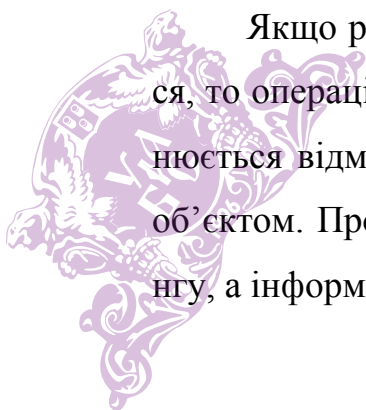 Якщо р
ся, то операці
нюється відм
об’єктом. Пр
нгу, а інформ